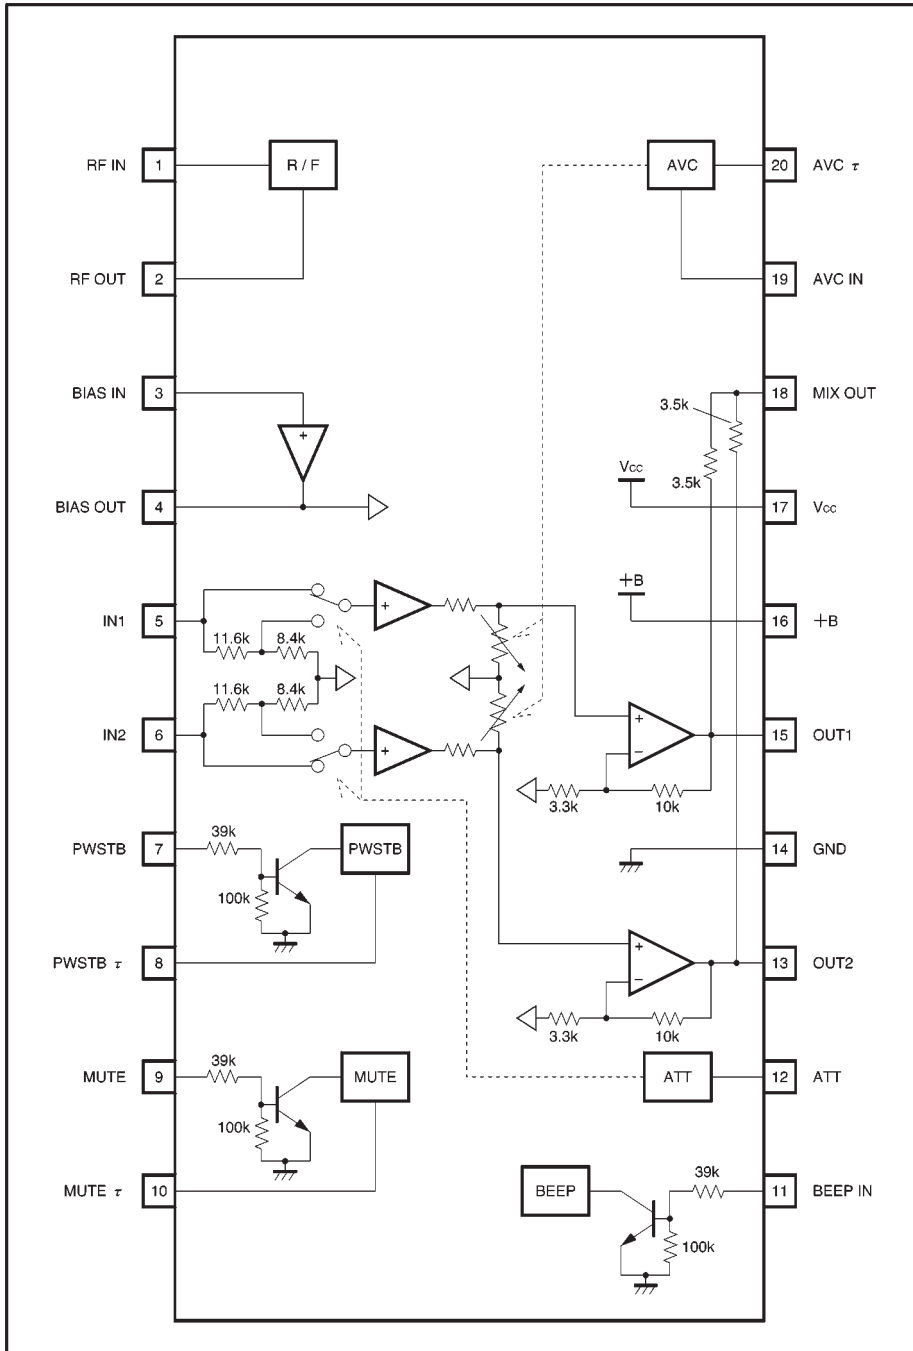 RF IN 1 R / F AVC 20 AVC τ
RF OUT 2 19 AVC IN
BIAS IN 3 18 MIX OUT
3.5k
+
3.5k
Vcc
BIAS OUT 4 17 Vcc
+B
+
IN1 5 16 +B
11.6k 8.4k
11.6k 8.4k
+
IN2 6 15 OUT1
+
−
3.3k 10k
39k
PWSTB 7 PWSTB 14 GND
100k
+
PWSTB τ 8 13 OUT2
−
3.3k 10k
39k
MUTE 9 MUTE ATT 12 ATT
100k
39k
MUTE τ 10 BEEP 11 BEEP IN
100k